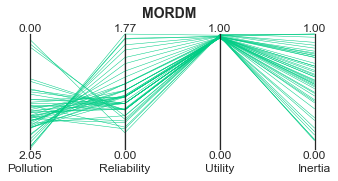 MORDM
0.00 1.77 1.00 1.00
2.05 0.00 0.00 0.00
Pollution Reliability Utility Inertia